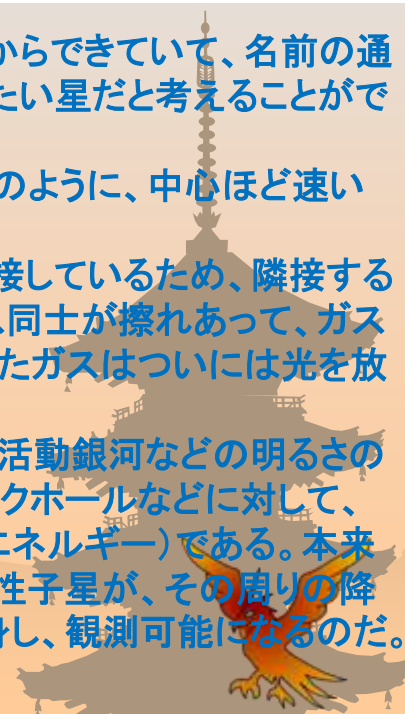 からできていて、名前の通
たい星だと考えることがで
のように、中心ほど速い
接しているため、隣接する
同士が擦れあって、ガス
たガスはついには光を放
活動銀河などの明るさの
クホールなどに対して、
エネルギー）である。本来
性子星が、その周りの降
し、観測可能になるのだ。